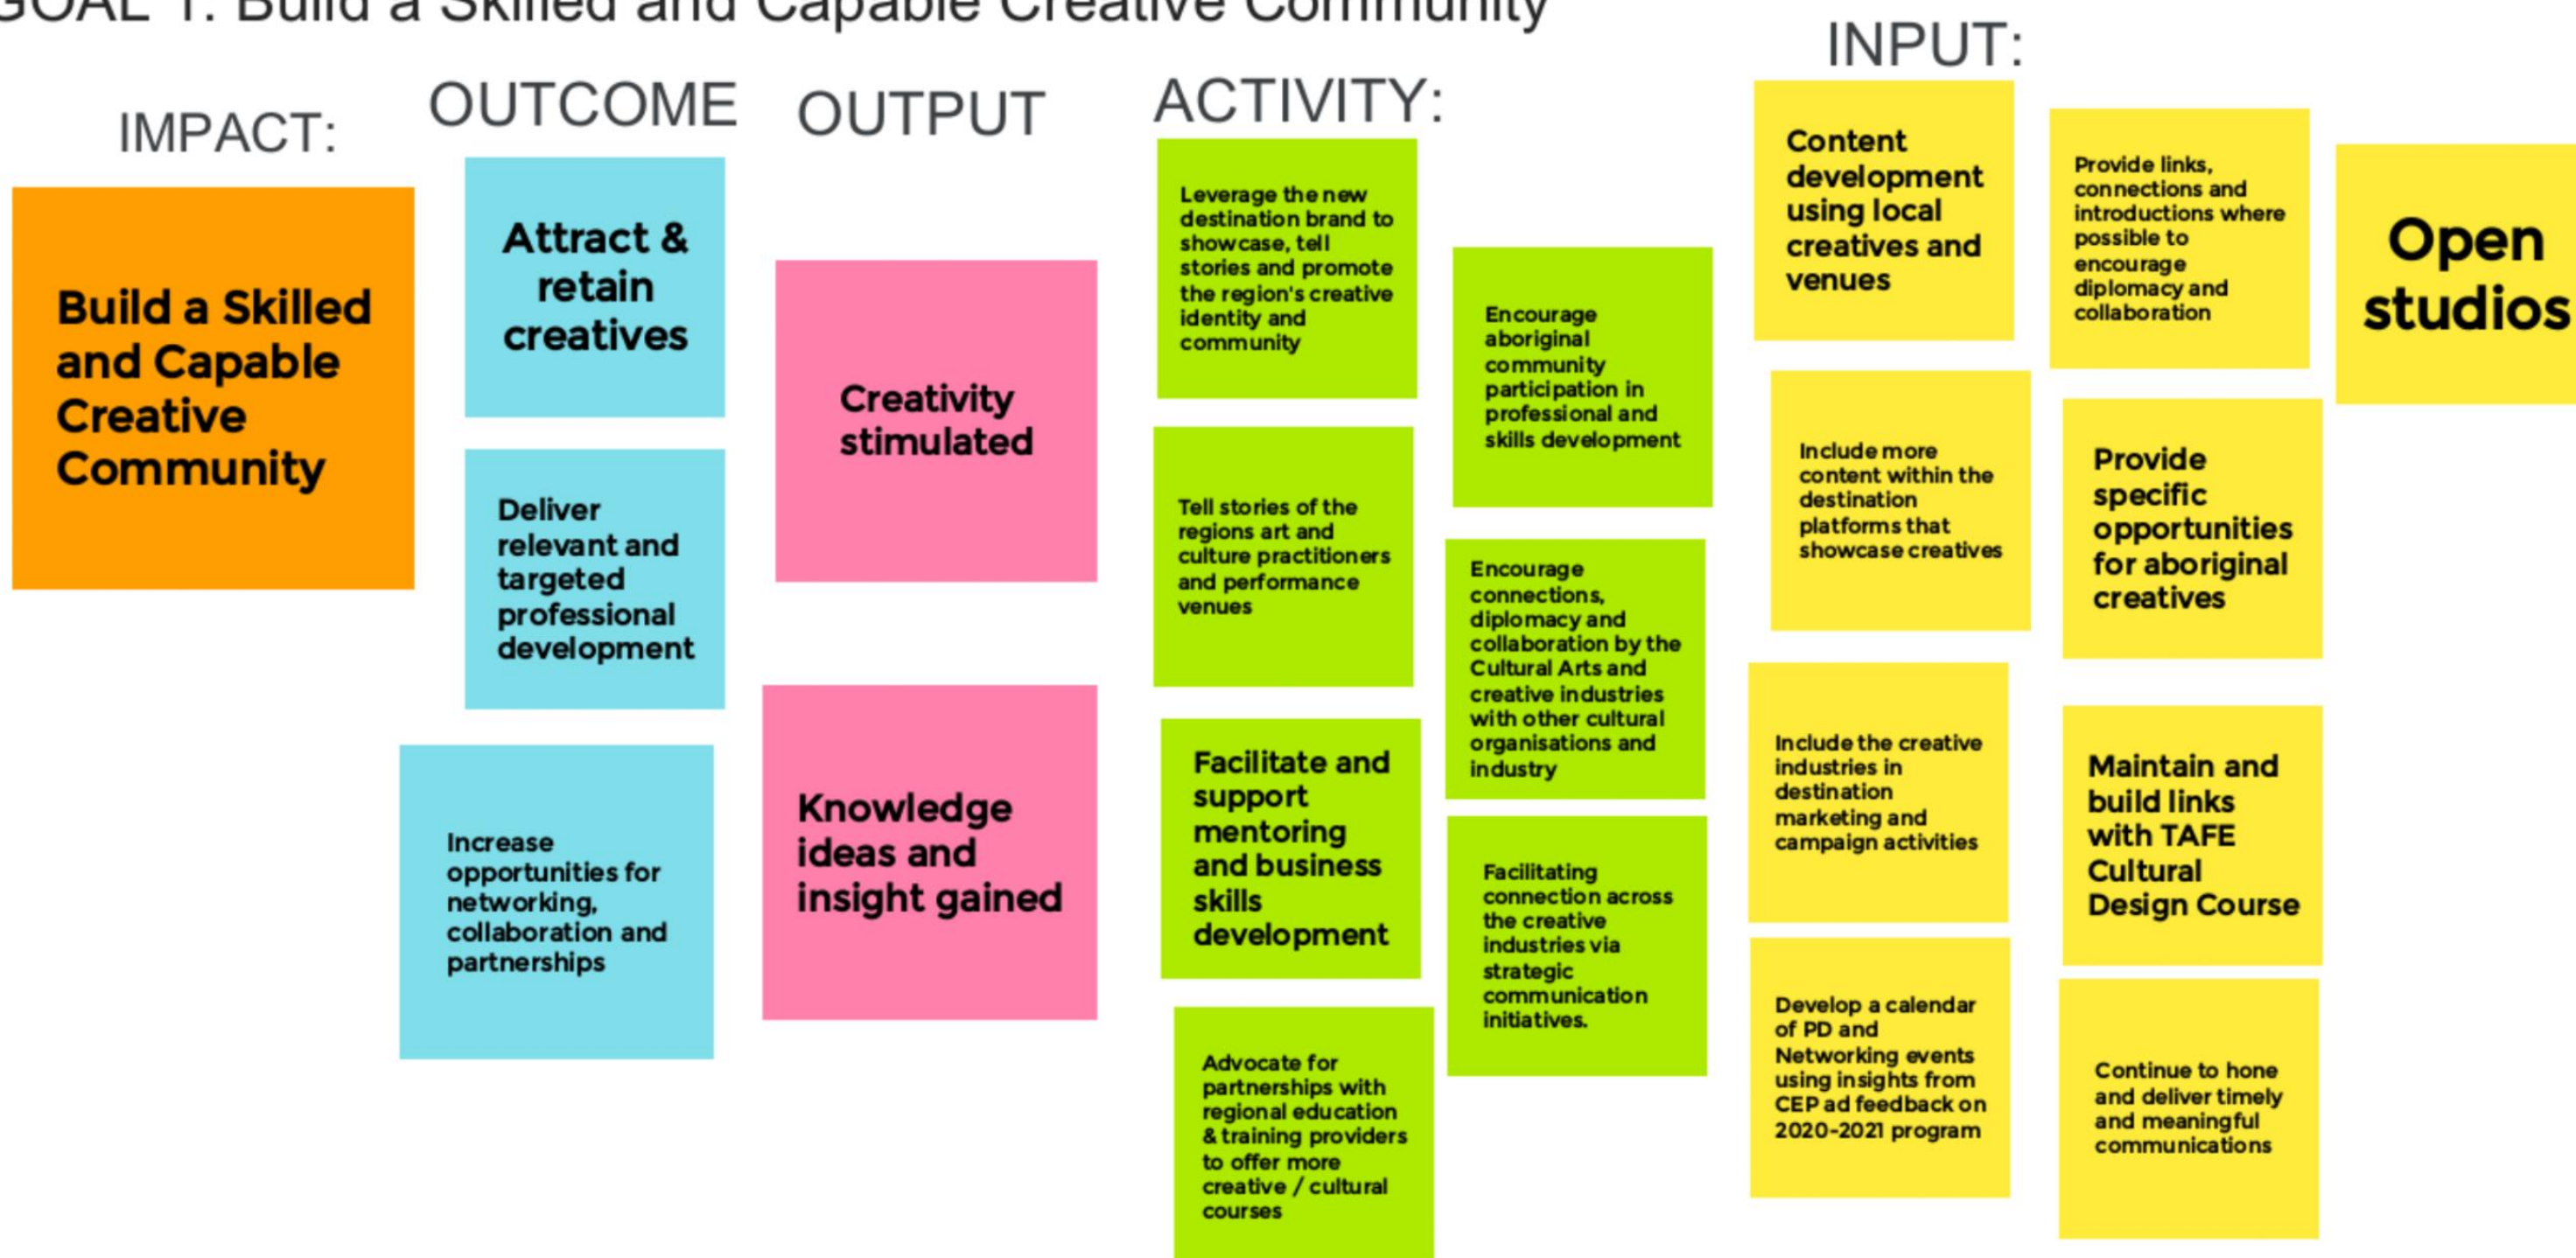 GOAL 1: Build a Skilled and Capable Creative Community
IMPACT:
Build a Skilled
and Capable
Creative
Community
OUTCOME
Attract &
retain
creatives
Deliver
relevant and
targeted
professional
development
Increase
opportunities for
networking,
collaboration and
partnerships
OUTPUT
Creativity
stimulated
Knowledge
ideas and
insight gained
ACTIVITY:
Leverage the new
destination brand to
showcase, tell
stories and promote
the region's creative
identity and
community
Tell stories of the
regions art and
culture practitioners
and performance
venues
Facilitate and
support
mentoring
and business
skills
development
Advocate for
partnerships with
regional education
& training providers
to offer more
creative / cultural
courses
Encourage
aboriginal
community
participation in
professional and
skills development
Encourage
connections,
diplomacy and
collaboration by the
Cultural Arts and
creative industries
with other cultural
organisations and
industry
Facilitating
connection across
the creative
industries via
strategic
communication
initiatives.
INPUT:
Content
development
using local
creatives and
venues
Include more
content within the
destination
platforms that
showcase creatives
Include the creative
industries in
destination
marketing and
campaign activities
Develop a calendar
of PD and
Networking events
using insights from
CEP ad feedback on
2020-2021 program
Provide links,
connections and
introductions where
possible to
encourage
diplomacy and
collaboration
Provide
specific
opportunities
for aboriginal
creatives
Maintain and
build links
with TAFE
Cultural
Design Course
Continue to hone
and deliver timely
and meaningful
communications
Open
studios